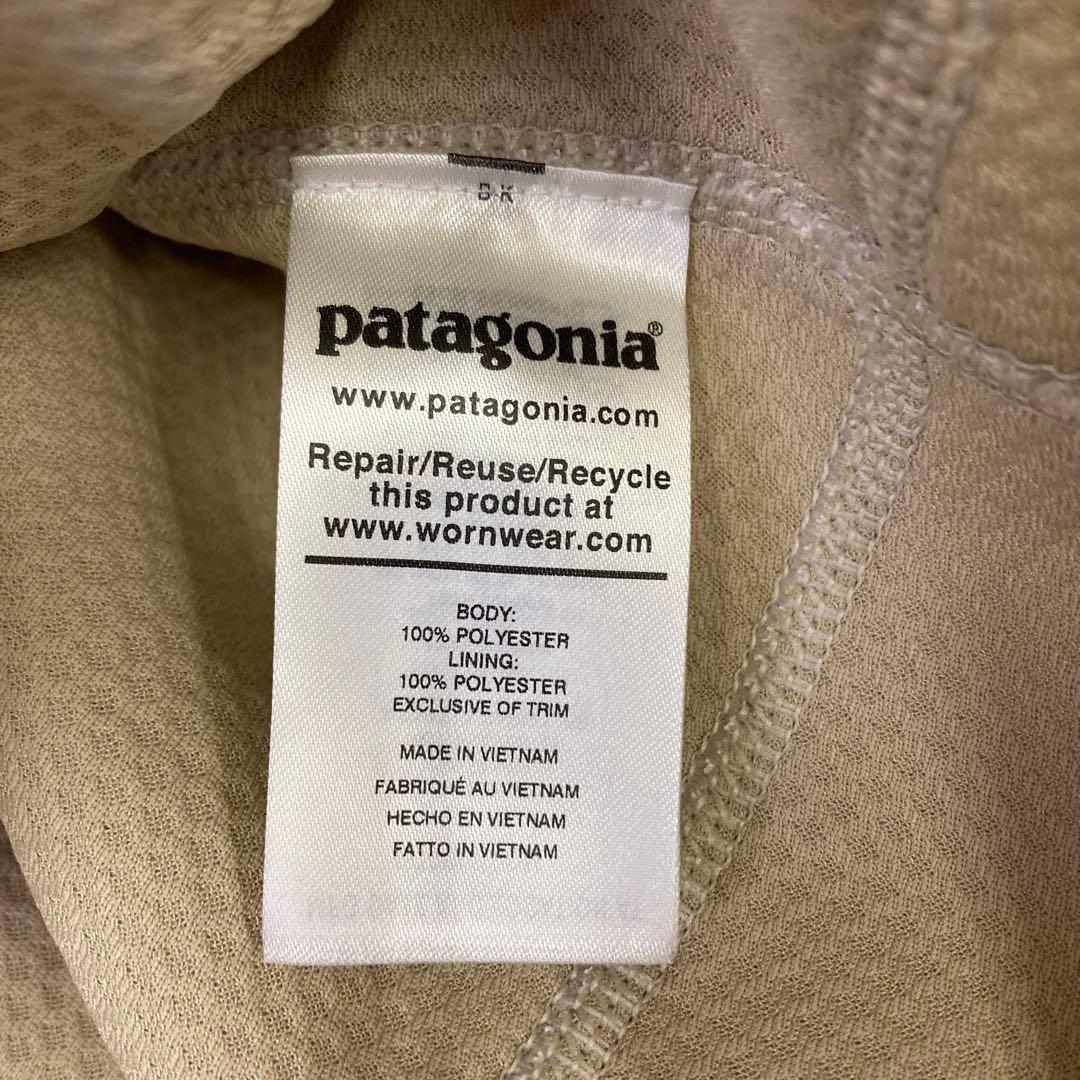 B-K
patagonia®
www.patagonia.com
Repair/Reuse/Recycle
this product at
www.wornwear.com
BODY:
100% POLYESTER
LINING:
100% POLYESTER
EXCLUSIVE OF TRIM
MADE IN VIETNAM
FABRIQUÉ AU VIETNAM
HECHO EN VIETNAM
FATTO IN VIETNAM